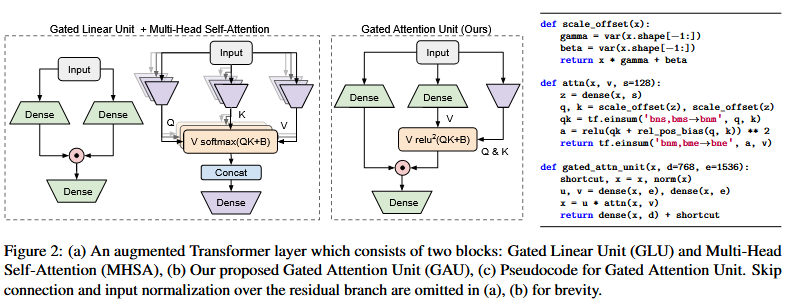 Gated Linear Unit + Multi-Head Self-Attention
Input
Dense
Dense
Dense
Input
Q
K
V
V softmax(QK+B)
Concat
Dense
Gated Attention Unit (Ours)
Input
Dense
Dense
V
V relu²(QK+B)
Q & K
Dense
def scale_offset(x):
gamma = var(x.shape[−1:])
beta = var(x.shape[−1:])
return x * gamma + beta
def attn(x, v, s=128):
z = dense(x, s)
q, k = scale_offset(z), scale_offset(z)
qk = tf.einsum('bns,bms→bnm', q, k)
a = relu(qk + rel_pos_bias(q, k)) ** 2
return tf.einsum('bnm,bme→bne', a, v)
def gated_attn_unit(x, d=768, e=1536):
shortcut, x = x, norm(x)
u, v = dense(x, e), dense(x, e)
x = u * attn(x, v)
return dense(x, d) + shortcut
Figure 2: (a) An augmented Transformer layer which consists of two blocks: Gated Linear Unit (GLU) and Multi-Head
Self-Attention (MHSA), (b) Our proposed Gated Attention Unit (GAU), (c) Pseudocode for Gated Attention Unit. Skip
connection and input normalization over the residual branch are omitted in (a), (b) for brevity.